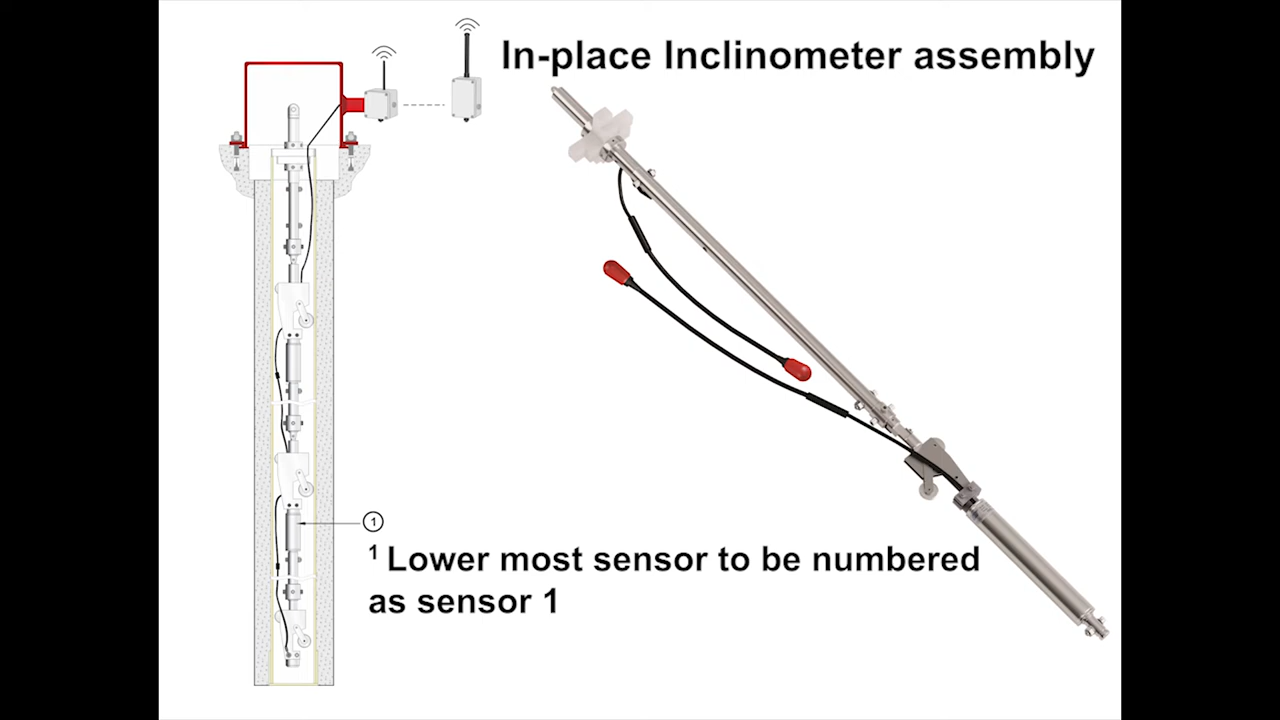 In-place Inclinometer assembly
1
1 Lower most sensor to be numbered
as sensor 1